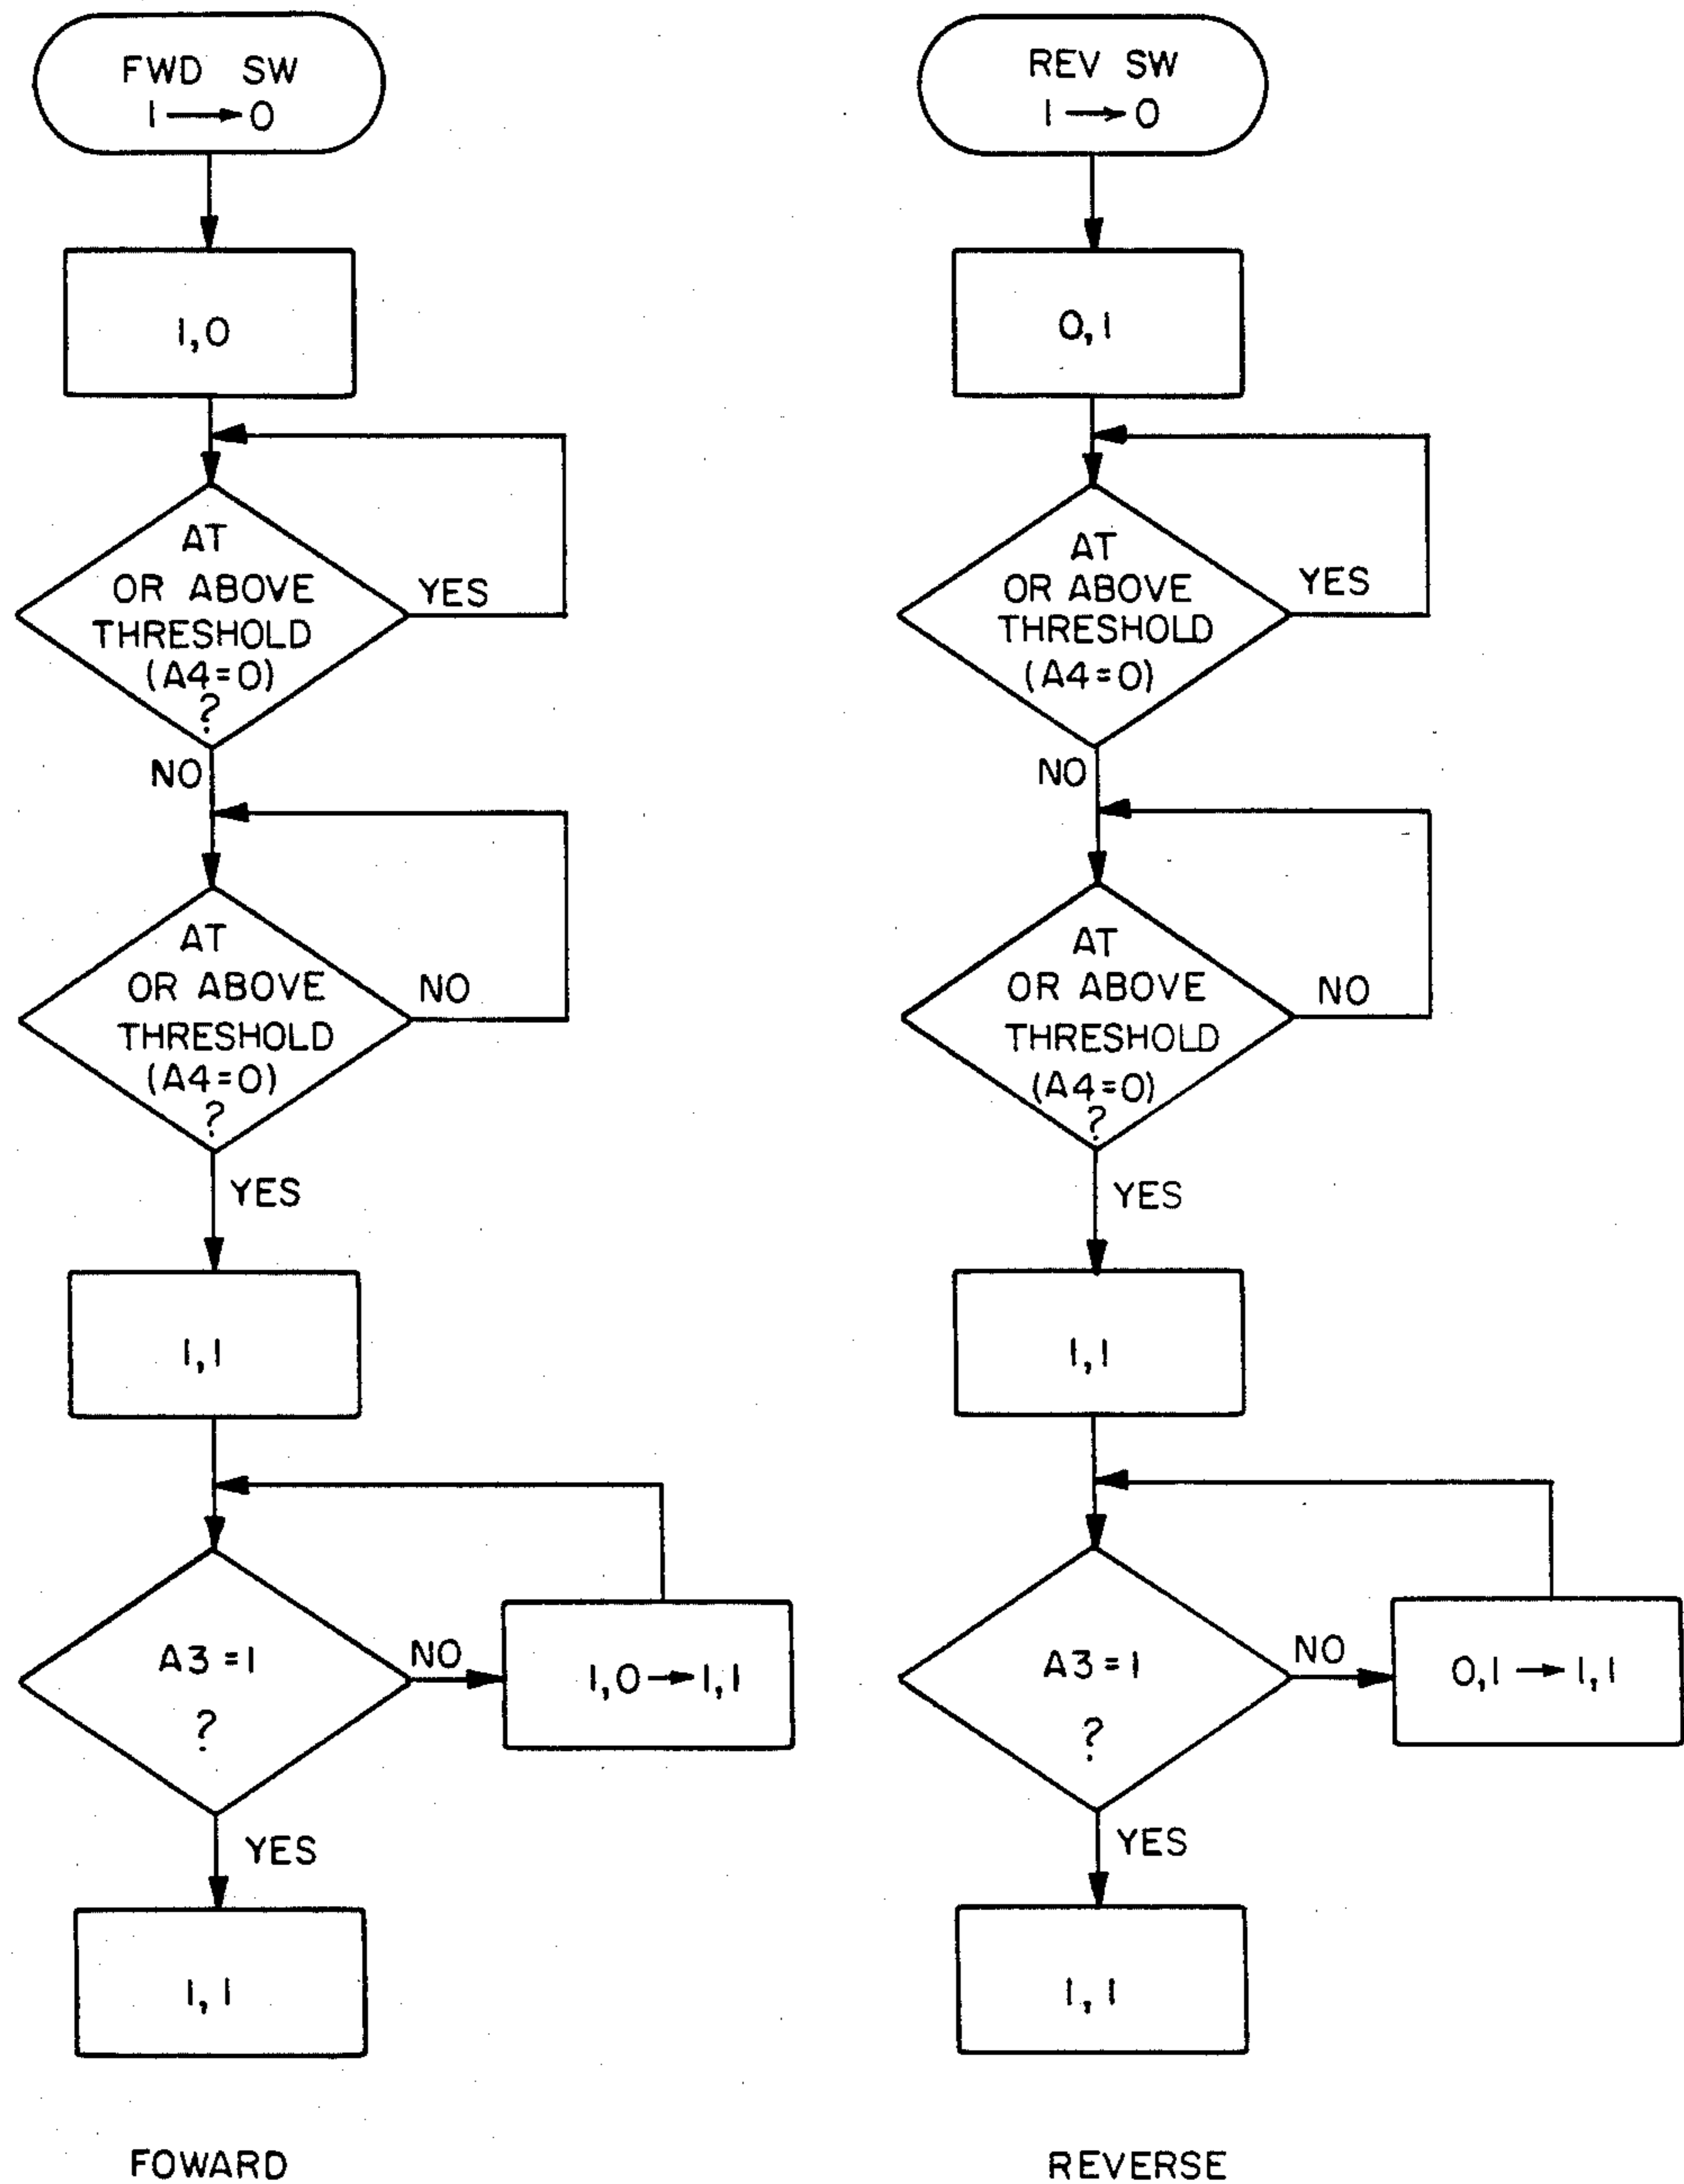 FWD SW
1 → 0
1,0
AT
OR ABOVE
THRESHOLD
(A4=0)
?
YES
NO
AT
OR ABOVE
THRESHOLD
(A4=0)
?
NO
YES
1,1
A3=1
?
NO
1,0 → 1,1
YES
1,1
FOWARD
REV SW
1 → 0
0,1
AT
OR ABOVE
THRESHOLD
(A4=0)
YES
NO
AT
OR ABOVE
THRESHOLD
(A4=0)
?
NO
YES
1,1
A3=1
?
NO
0,1 → 1,1
YES
1,1
REVERSE